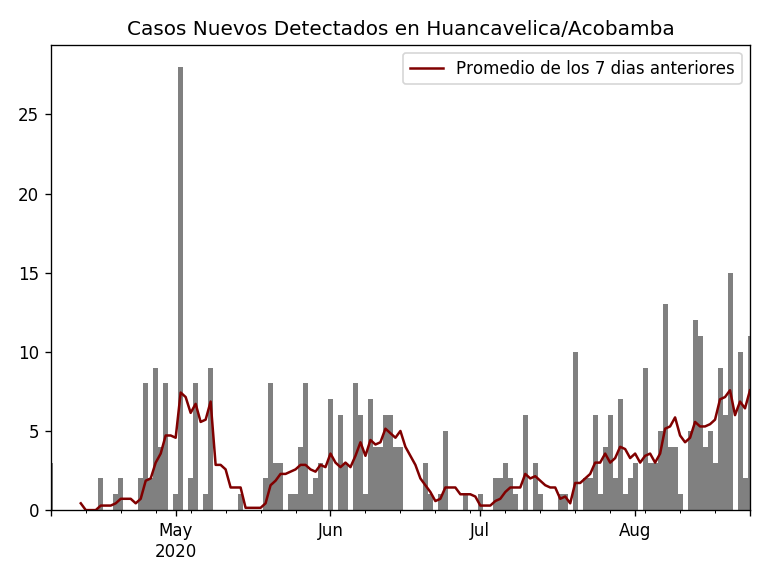 Casos Nuevos Detectados en Huancavelica/Acobamba
Promedio de los 7 dias anteriores
25
20
15
10
5
0
May
2020
Jun
Jul
Aug